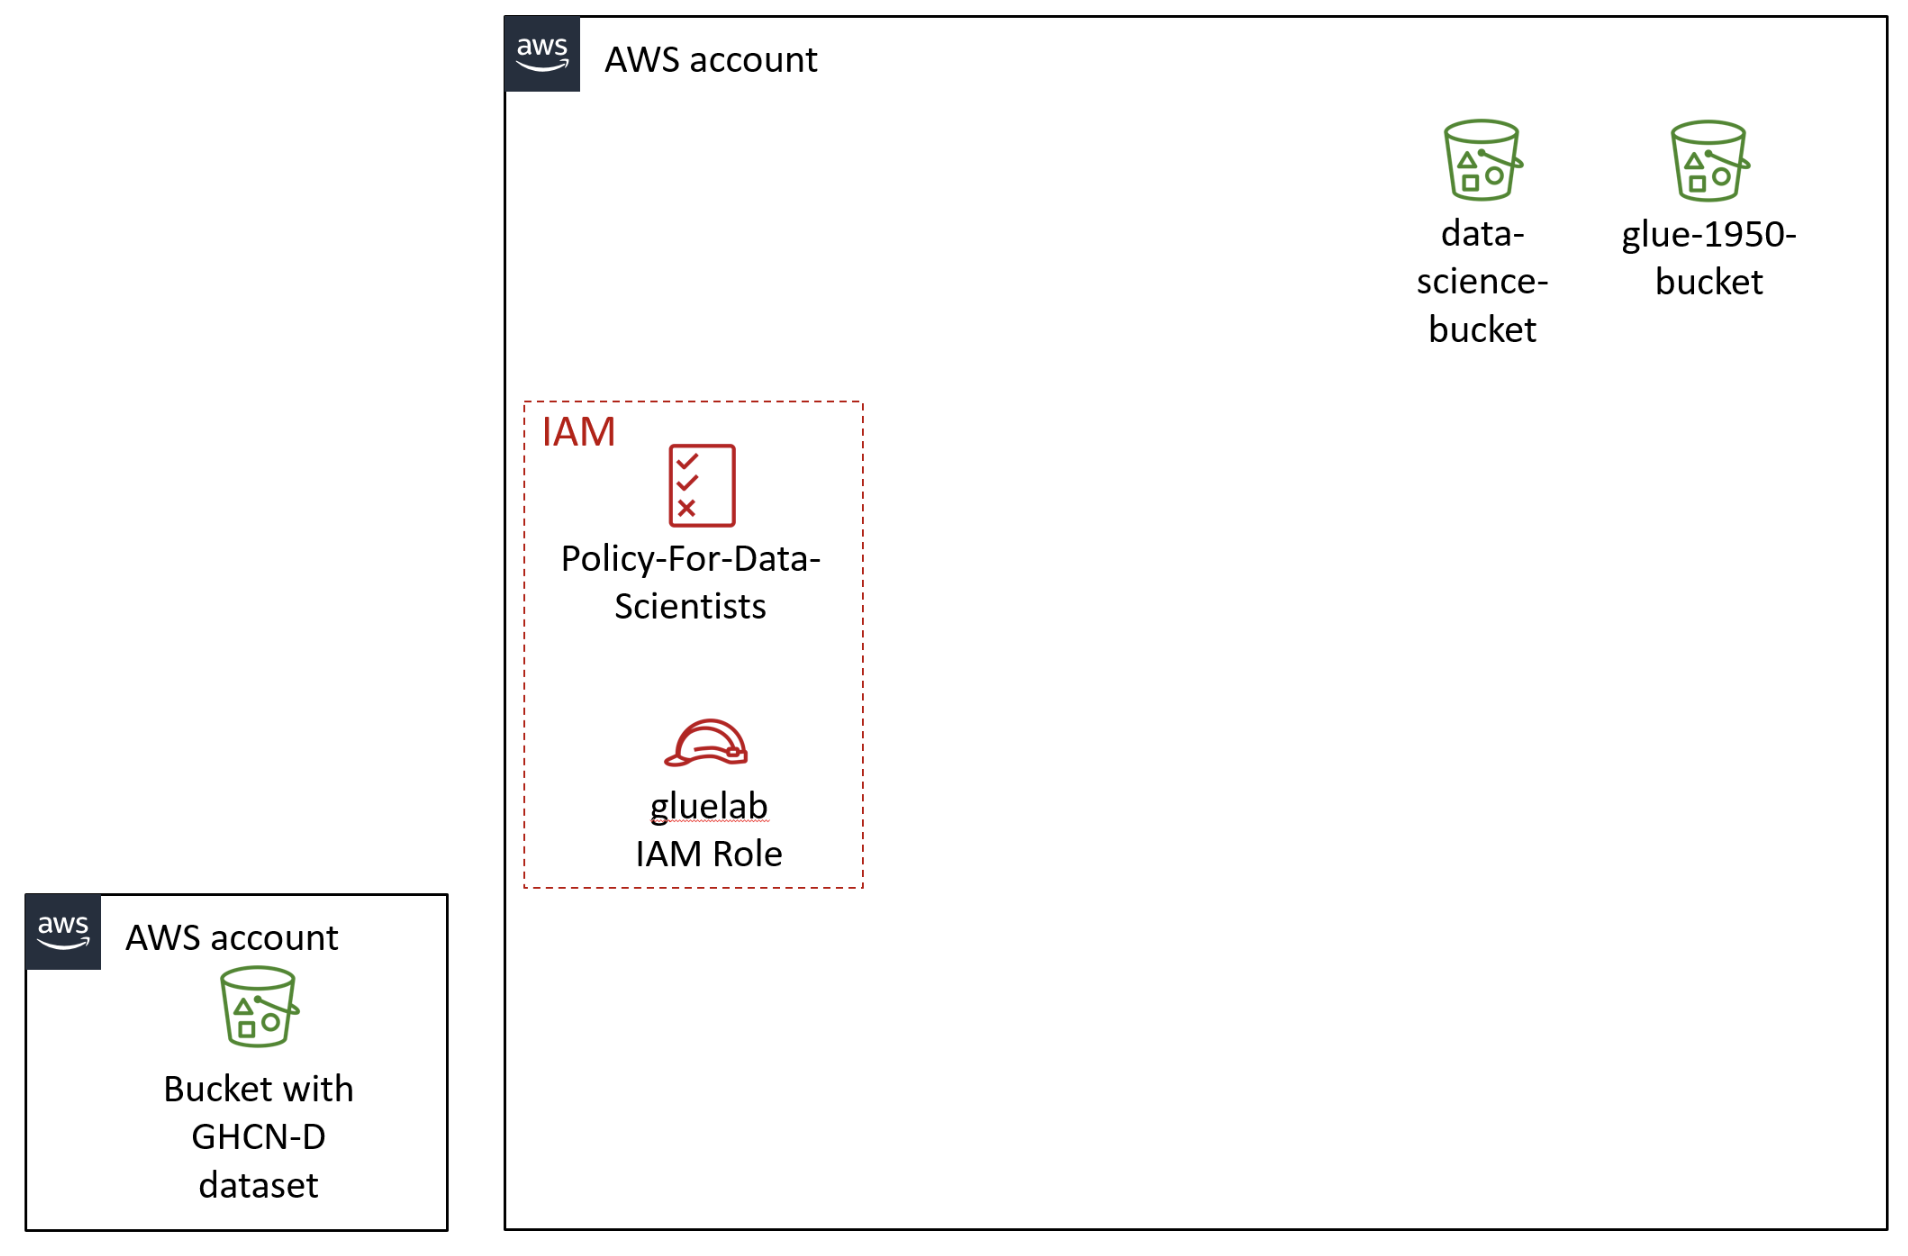 aws
AWS account
data-
science-
bucket
glue-1950-
bucket
IAM
Policy-For-Data-
Scientists
gluelab
IAM Role
aws
AWS account
Bucket with
GHCN-D
dataset